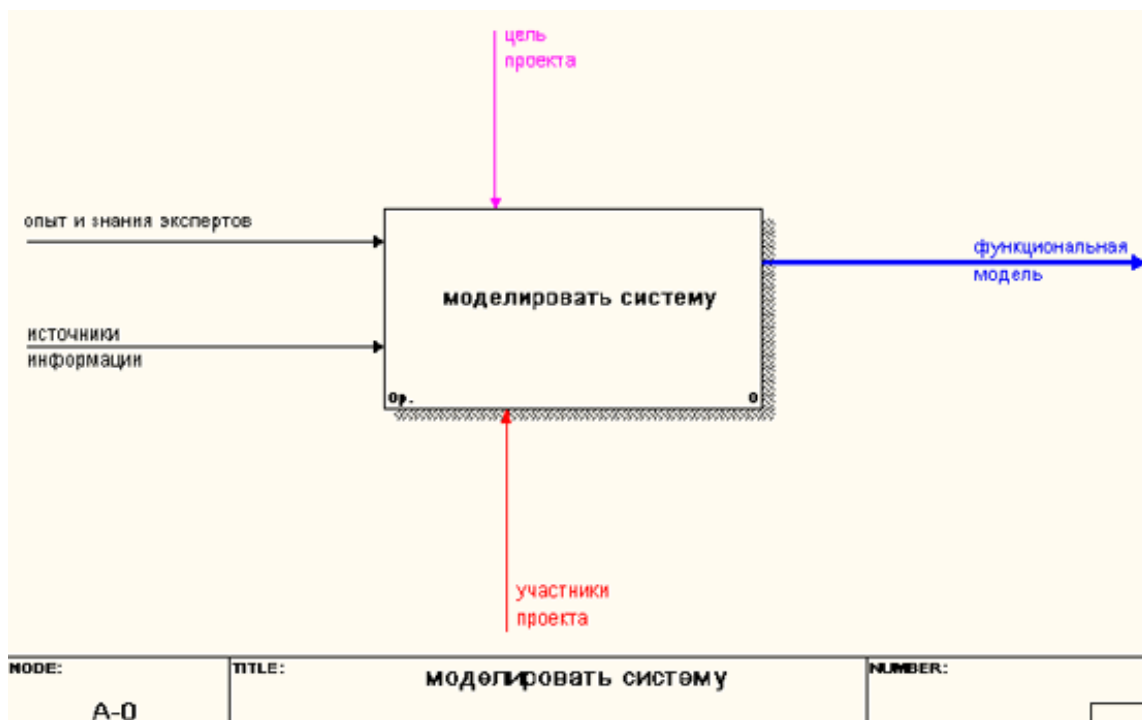 цель
проекта
опыт и знания экспертов
функциональная
модель
моделировать систему
источники
информации
0р.
0
участники
проекта
NODE:
TITLE:
моделировать систему
NUMBER:
A-0